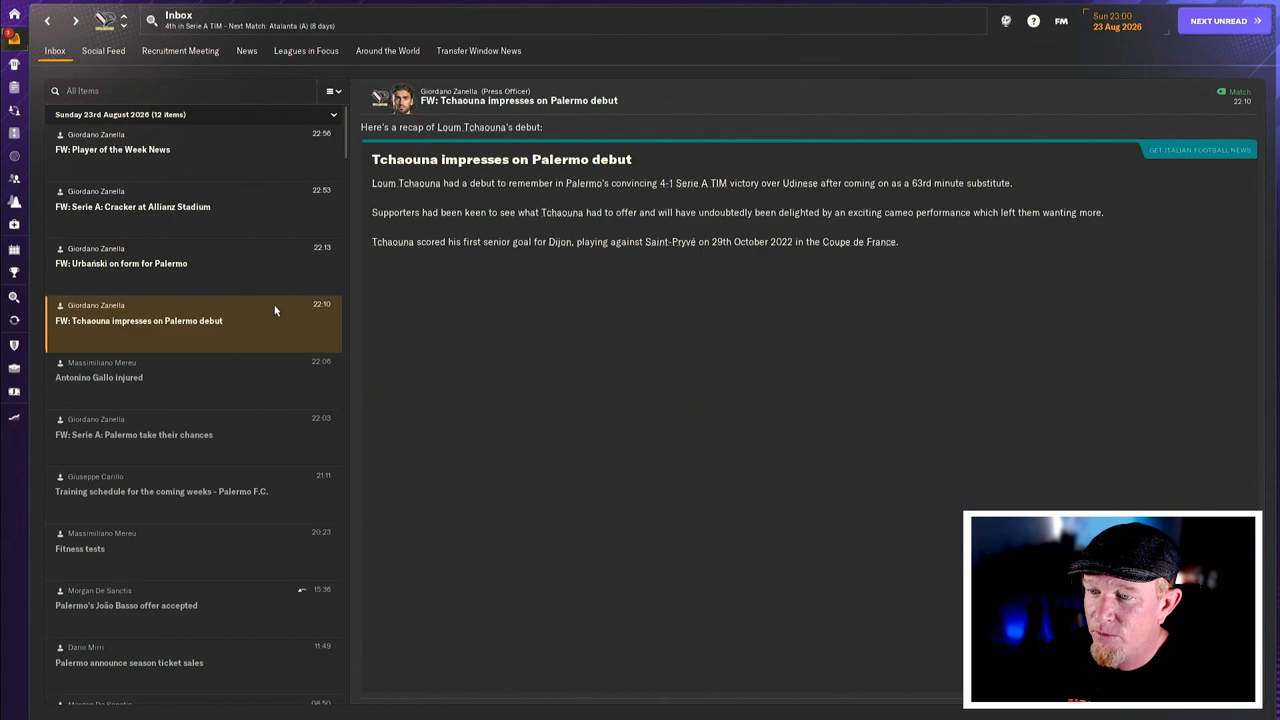 Inbox
4th in Serie A TIM - Next Match: Atalanta (A) (8 days)
FM
Sun 23:00
23 Aug 2026
NEXT UNREAD
Inbox
Social Feed
Recruitment Meeting
News
Leagues in Focus
Around the World
Transfer Window News
All Items
Sunday 23rd August 2026 (12 items)
Giordano Zanella 22:56
FW: Player of the Week News
Giordano Zanella 22:53
FW: Serie A: Cracker at Allianz Stadium
Giordano Zanella 22:13
FW: Urbański on form for Palermo
Giordano Zanella 22:10
FW: Tchaouna impresses on Palermo debut
Massimiliano Mereu 22:06
Antonino Gallo injured
Giordano Zanella 22:03
FW: Serie A: Palermo take their chances
Giuseppe Carillo 21:11
Training schedule for the coming weeks - Palermo F.C.
Massimiliano Mereu 20:23
Fitness tests
Morgan De Sanctis 15:36
Palermo's João Basso offer accepted
Dario Mirri 11:49
Palermo announce season ticket sales
Morgan De Sanctis 08:50
Giordano Zanella (Press Officer)
FW: Tchaouna impresses on Palermo debut
Match
22:10
Here's a recap of Loum Tchaouna's debut:
GET ITALIAN FOOTBALL NEWS
Tchaouna impresses on Palermo debut
Loum Tchaouna had a debut to remember in Palermo's convincing 4-1 Serie A TIM victory over Udinese after coming on as a 63rd minute substitute.
Supporters had been keen to see what Tchaouna had to offer and will have undoubtedly been delighted by an exciting cameo performance which left them wanting more.
Tchaouna scored his first senior goal for Dijon, playing against Saint-Pryvé on 29th October 2022 in the Coupe de France.